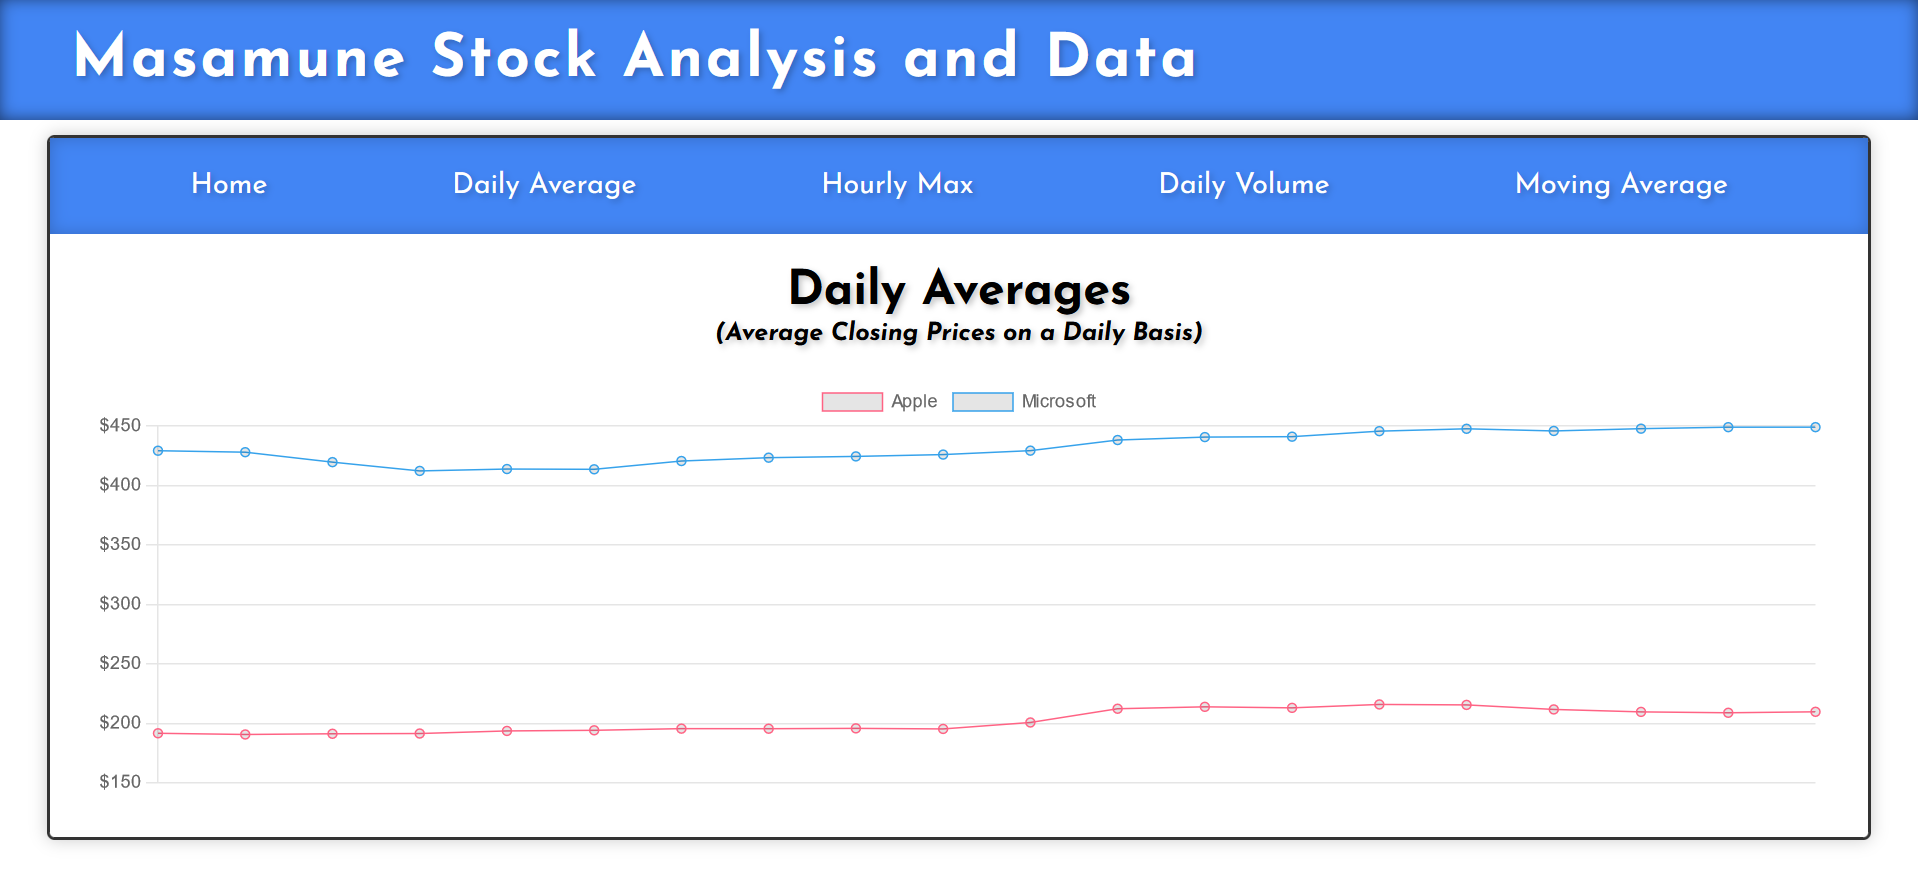 Masamune Stock Analysis and Data
Home Daily Average Hourly Max Daily Volume Moving Average
Daily Averages
(Average Closing Prices on a Daily Basis)
Apple Microsoft
$450
$400
$350
$300
$250
$200
$150